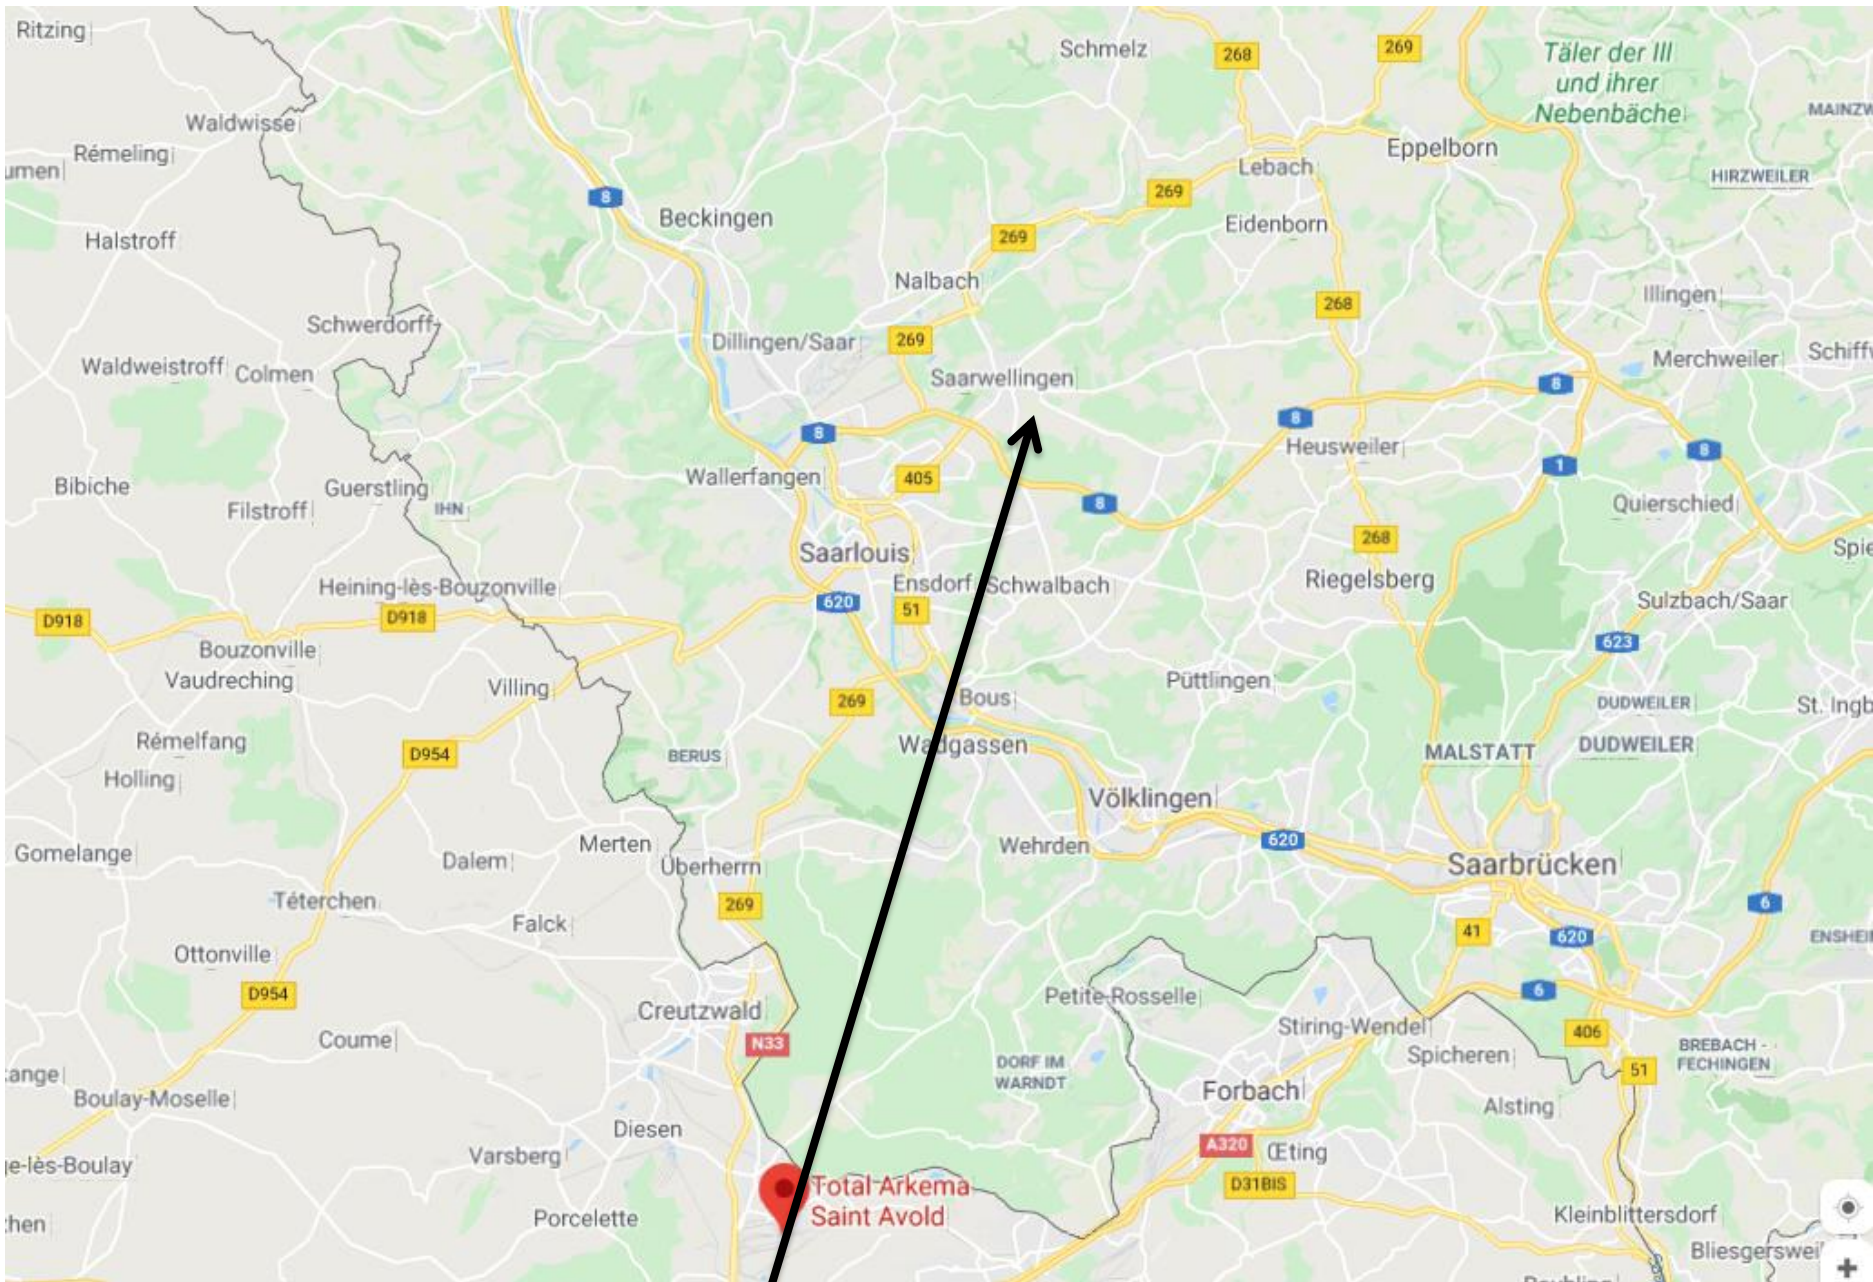 Ritzing
Schmelz
268
269
Täler der Ill
und ihrer
Nebenbäche
Waldwisse
Rémeling
Eppelborn
Lebach
HIRZWEILER
8
269
Beckingen
Halstroff
269
Eidenborn
Nalbach
Illingen
268
Schwerdorff
Dillingen/Saar
269
Waldweistroff
Colmen
Saarwellingen
Merchweiler
8
8
8
Heusweiler
8
1
Wallerfangen
405
Bibiche
Guerstling
Filstroff
IHN
8
Quierschied
268
Saarlouis
Ensdorf
Schwalbach
Riegelsberg
Heining-lès-Bouzonville
620
51
Sulzbach/Saar
D918
D918
623
Bouzonville
Vaudreching
Villing
Püttlingen
269
Bous
DUDWEILER
Rémelfang
Wadgassen
D954
BERUS
MALSTATT
DUDWEILER
Holling
Völklingen
Gomelange
Dalem
Merten
Überherrn
Wehrden
620
Saarbrücken
Téterchen
269
6
Falck
41
620
Ottonville
D954
Creutzwald
Petite-Rosselle
6
Stiring-Wendel
406
N33
Coume
Spicheren
BREBACH -
FECHINGEN
DORF IM
WARNDT
51
Boulay-Moselle
Forbach
Alsting
Diesen
Varsberg
A320
Œting
D31BIS
Total Arkema
Saint Avold
Porcelette
Kleinblittersdorf